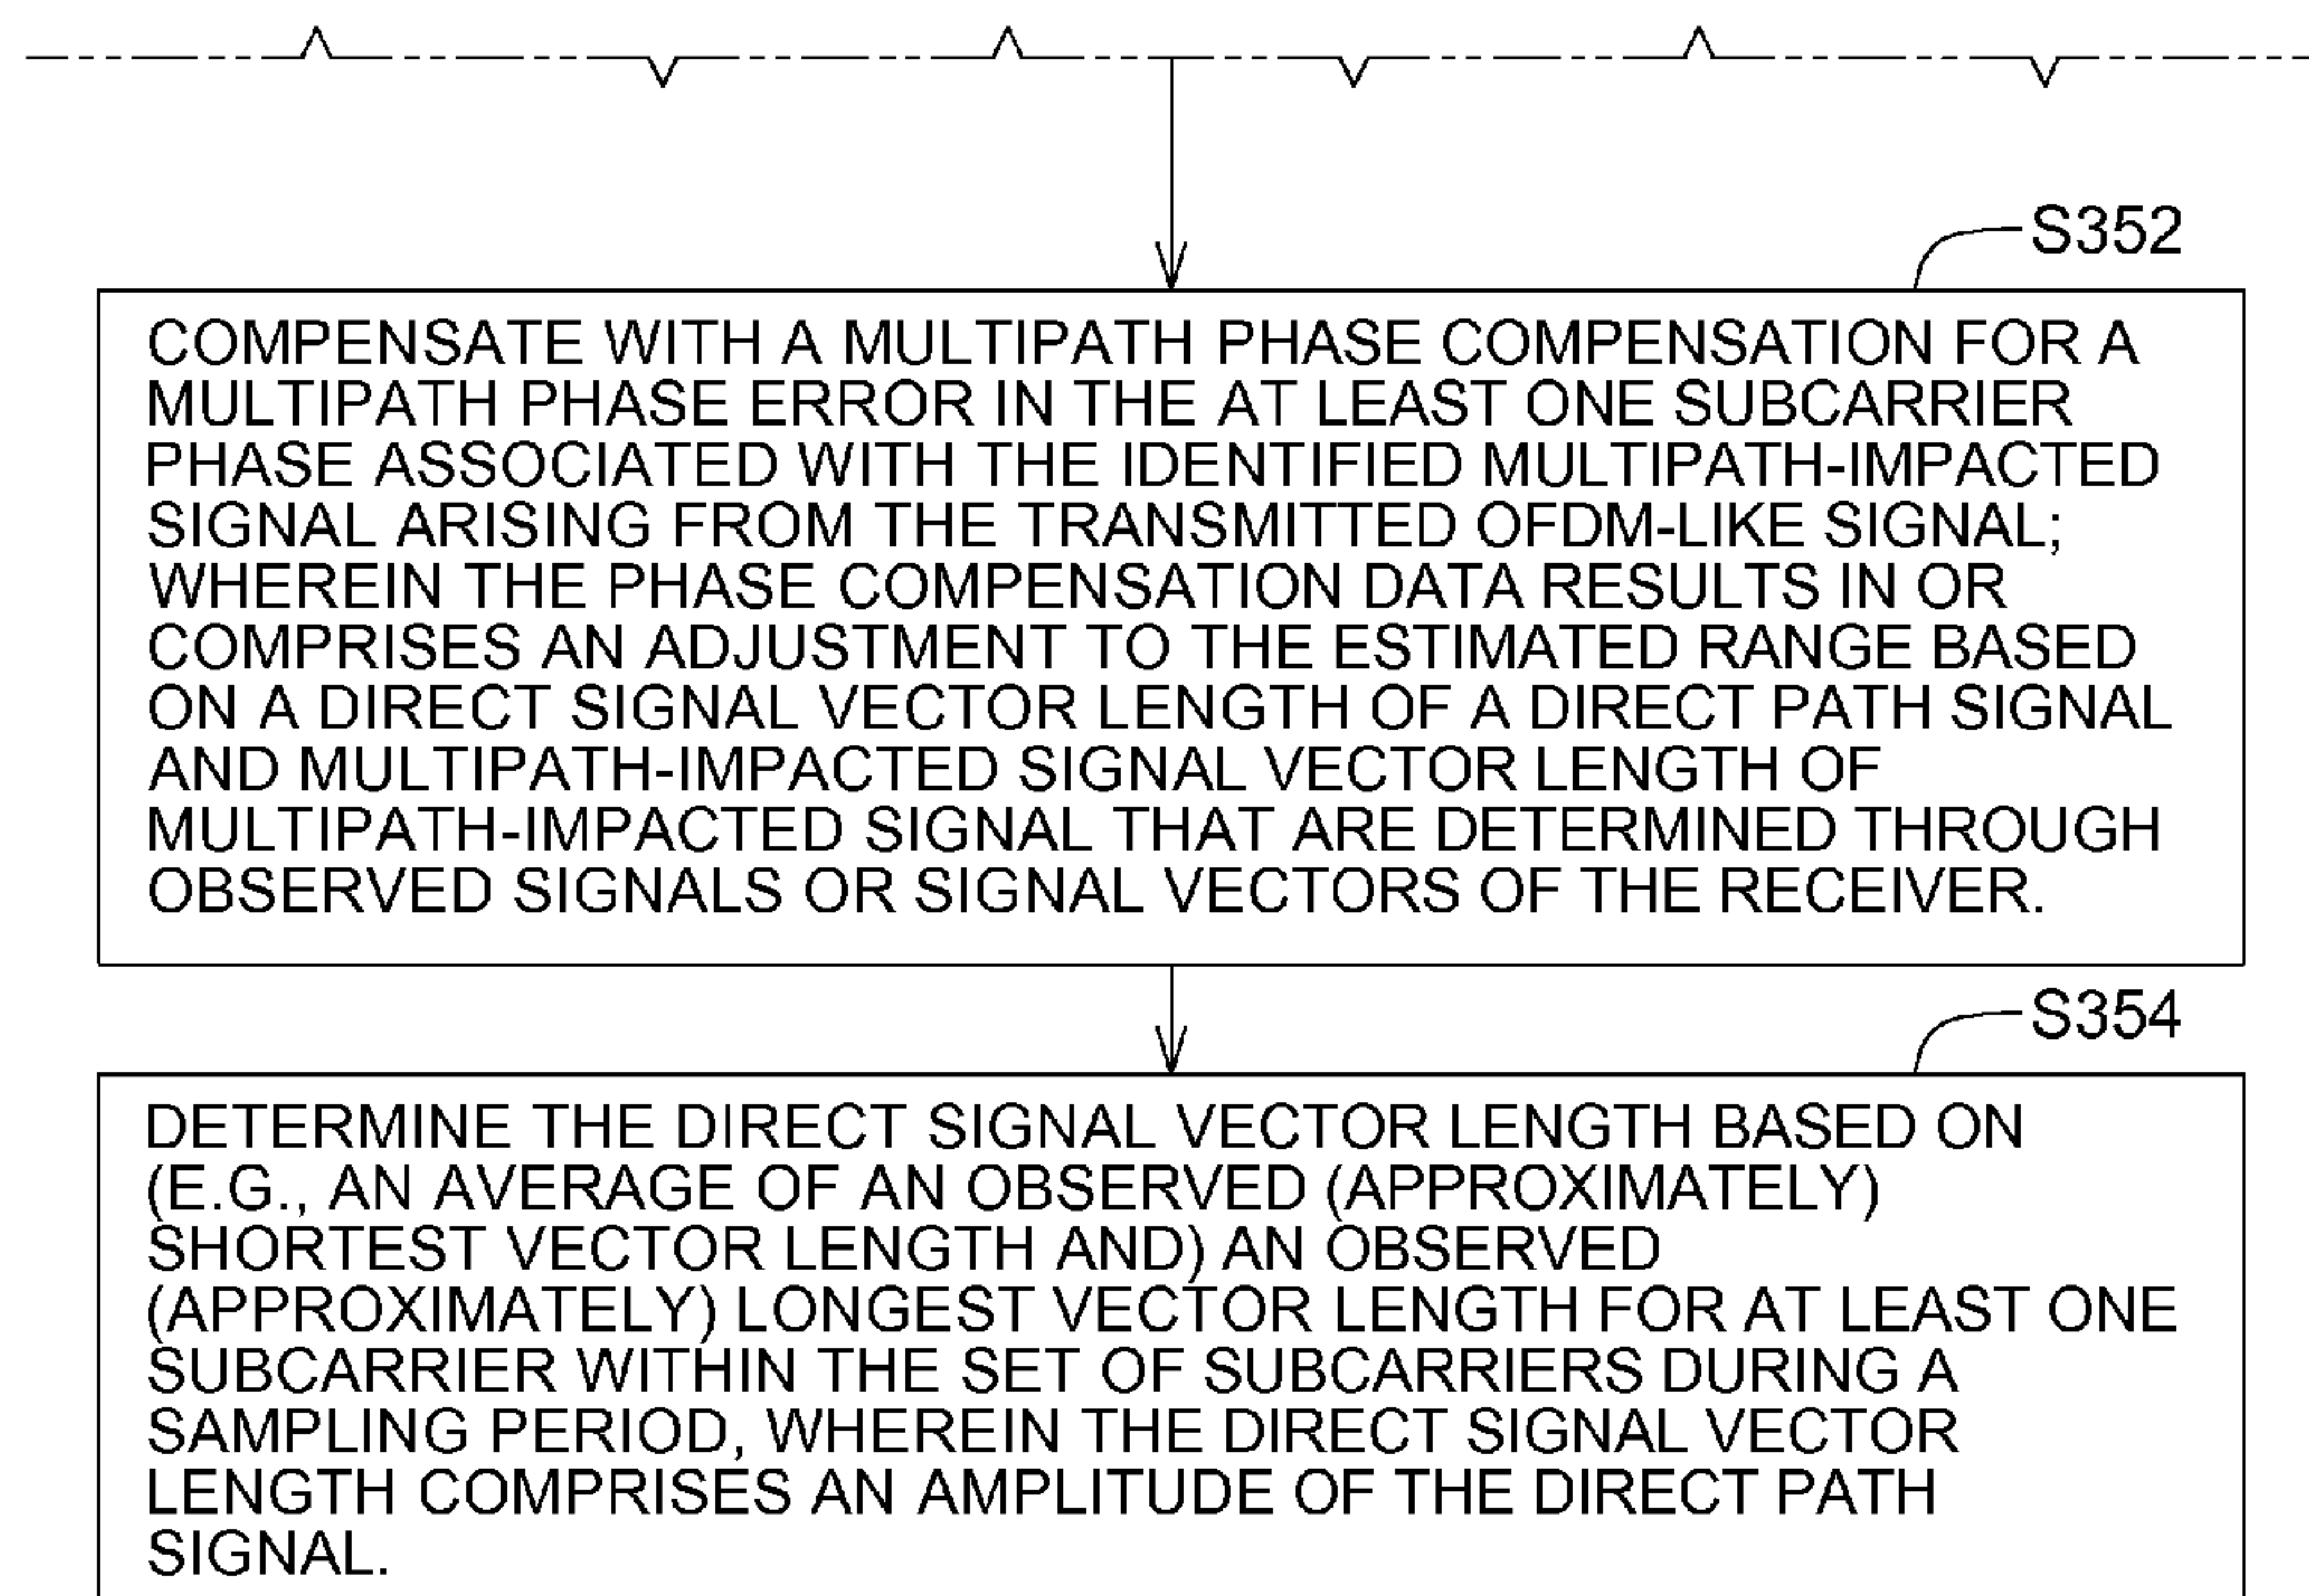 S352
COMPENSATE WITH A MULTIPATH PHASE COMPENSATION FOR A
MULTIPATH PHASE ERROR IN THE AT LEAST ONE SUBCARRIER
PHASE ASSOCIATED WITH THE IDENTIFIED MULTIPATH-IMPACTED
SIGNAL ARISING FROM THE TRANSMITTED OFDM-LIKE SIGNAL;
WHEREIN THE PHASE COMPENSATION DATA RESULTS IN OR
COMPRISES AN ADJUSTMENT TO THE ESTIMATED RANGE BASED
ON A DIRECT SIGNAL VECTOR LENGTH OF A DIRECT PATH SIGNAL
AND MULTIPATH-IMPACTED SIGNAL VECTOR LENGTH OF
MULTIPATH-IMPACTED SIGNAL THAT ARE DETERMINED THROUGH
OBSERVED SIGNALS OR SIGNAL VECTORS OF THE RECEIVER.
S354
DETERMINE THE DIRECT SIGNAL VECTOR LENGTH BASED ON
(E.G., AN AVERAGE OF AN OBSERVED (APPROXIMATELY)
SHORTEST VECTOR LENGTH AND) AN OBSERVED
(APPROXIMATELY) LONGEST VECTOR LENGTH FOR AT LEAST ONE
SUBCARRIER WITHIN THE SET OF SUBCARRIERS DURING A
SAMPLING PERIOD, WHEREIN THE DIRECT SIGNAL VECTOR
LENGTH COMPRISES AN AMPLITUDE OF THE DIRECT PATH
SIGNAL.